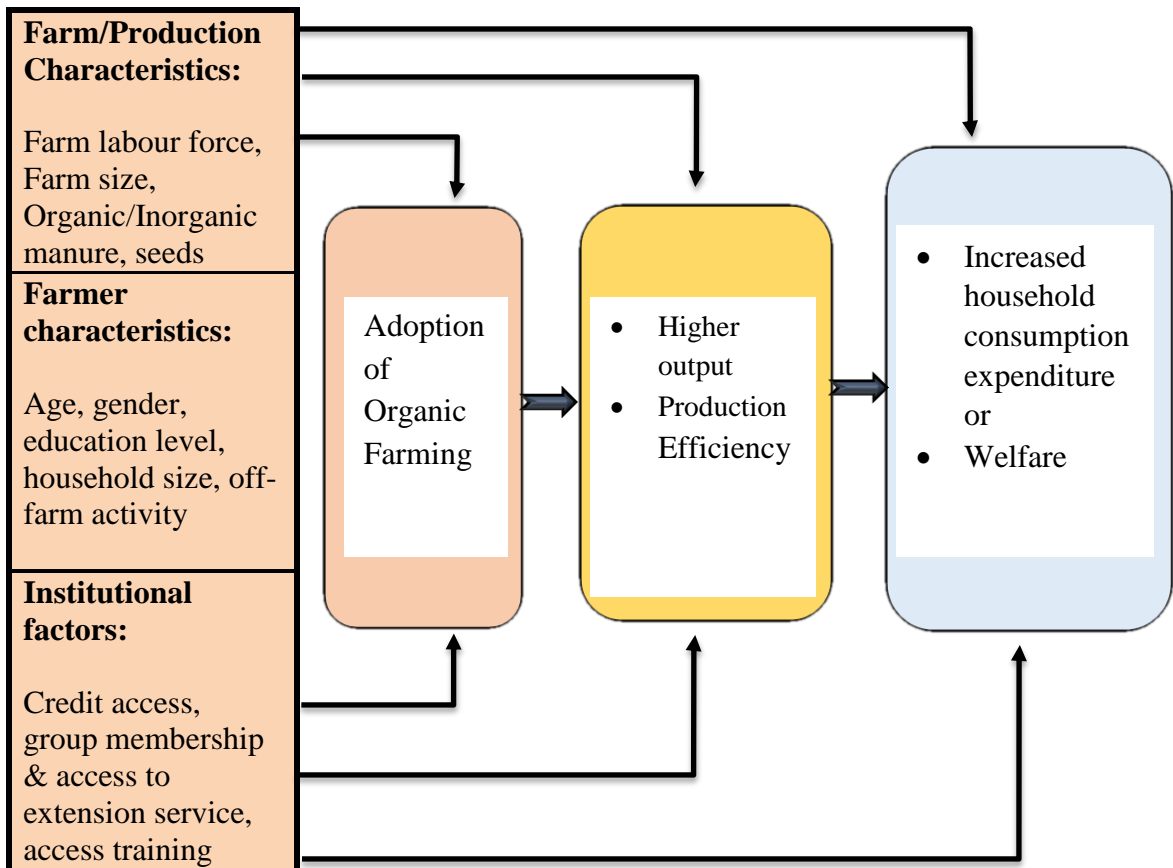 Farm/Production
Characteristics:
Farm labour force,
Farm size,
Organic/Inorganic
manure, seeds
Farmer
characteristics:
Age, gender,
education level,
household size, off-
farm activity
Institutional
factors:
Credit access,
group membership
& access to
extension service,
access training
Adoption
of
Organic
Farming
• Higher
output
• Production
Efficiency
• Increased
household
consumption
expenditure
or
• Welfare